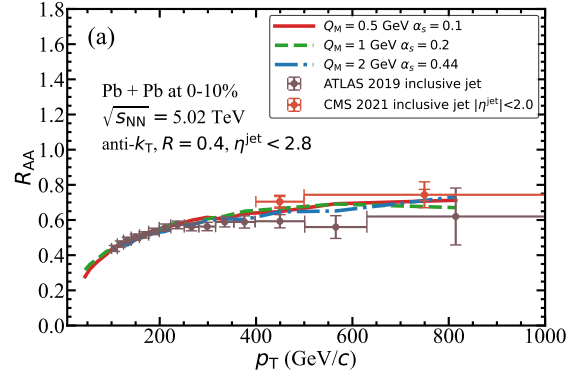 (a)
Q_M = 0.5 GeV α_s = 0.1
Q_M = 1 GeV α_s = 0.2
Q_M = 2 GeV α_s = 0.44
ATLAS 2019 inclusive jet
CMS 2021 inclusive jet |η^jet|<2.0
Pb + Pb at 0-10%
√s_NN = 5.02 TeV
anti-k_T, R = 0.4, η^jet < 2.8
R_AA
1.8
1.6
1.4
1.2
1.0
0.8
0.6
0.4
0.2
0.0
200 400 600 800 1000
p_T (GeV/c)